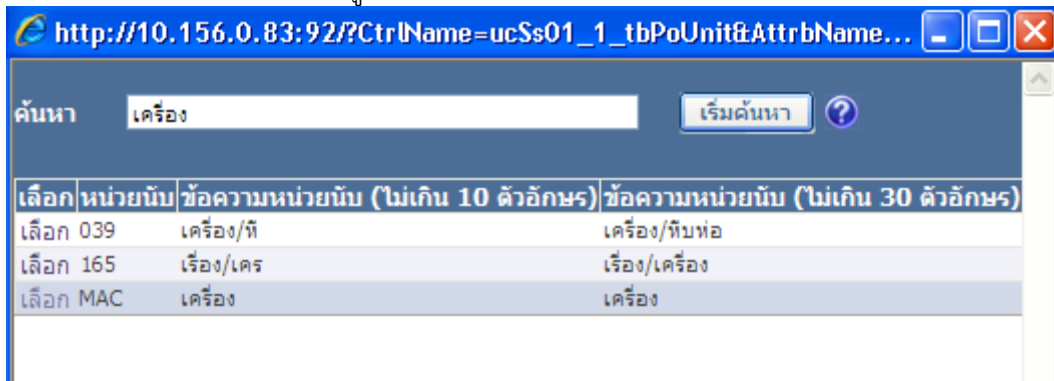 http://10.156.0.83:92/?CtrlName=ucSs01_1_tbPoUnit&AttrbName...
ค้นหา เครื่อง เริ่มค้นหา ?
เลือก หน่วยนับ ข้อความหน่วยนับ (ไม่เกิน 10 ตัวอักษร) ข้อความหน่วยนับ (ไม่เกิน 30 ตัวอักษร)
เลือก 039 เครื่อง/หี เครื่อง/หีบห่อ
เลือก 165 เรื่อง/เคร เรื่อง/เครื่อง
เลือก MAC เครื่อง เครื่อง